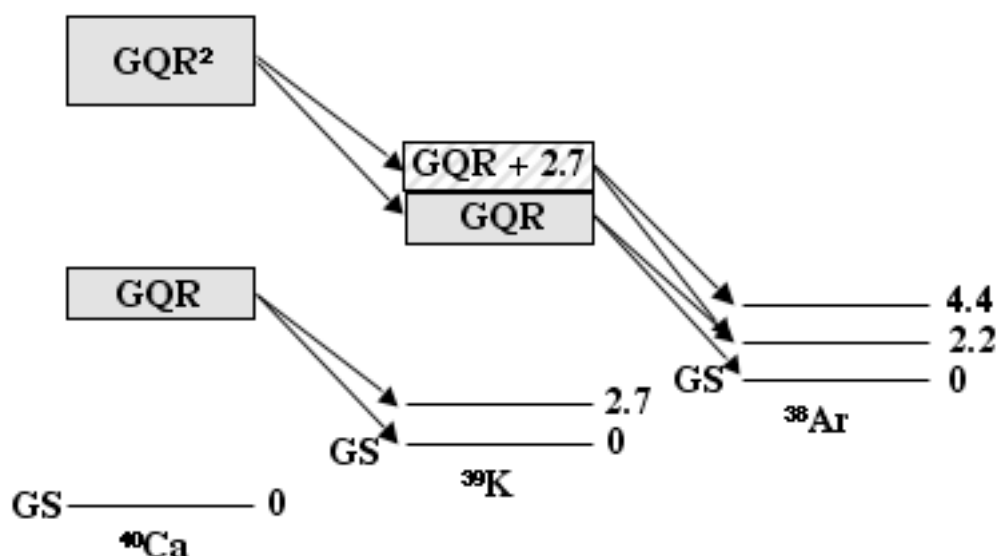 GQR²
GQR + 2.7
GQR
GQR
4.4
2.2
GS
0
³⁸Ar
2.7
GS
0
³⁹K
GS
0
⁴⁰Ca